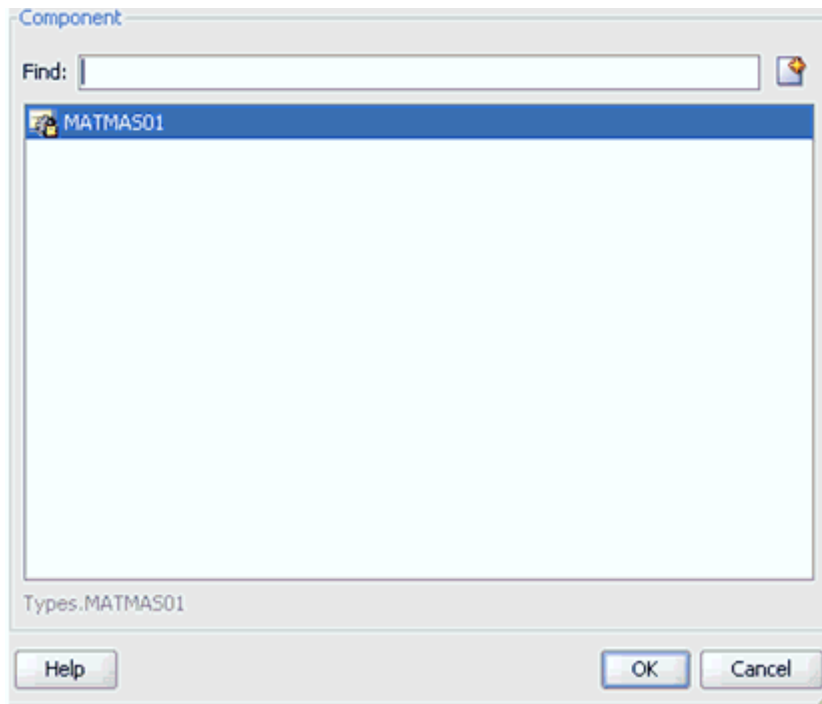 Component
Find:
MATMAS01
Types.MATMAS01
Help OK Cancel